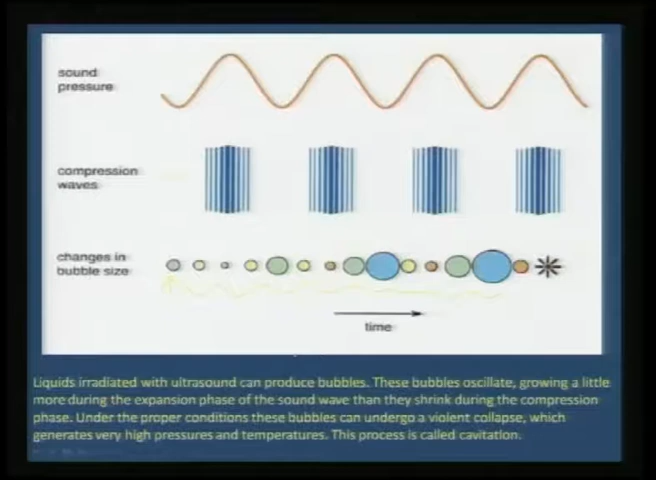 sound
pressure
compression
waves
changes in
bubble size
time
Liquids irradiated with ultrasound can produce bubbles. These bubbles oscillate, growing a little
more during the expansion phase of the sound wave than they shrink during the compression
phase. Under the proper conditions these bubbles can undergo a violent collapse, which
generates very high pressures and temperatures. This process is called cavitation.